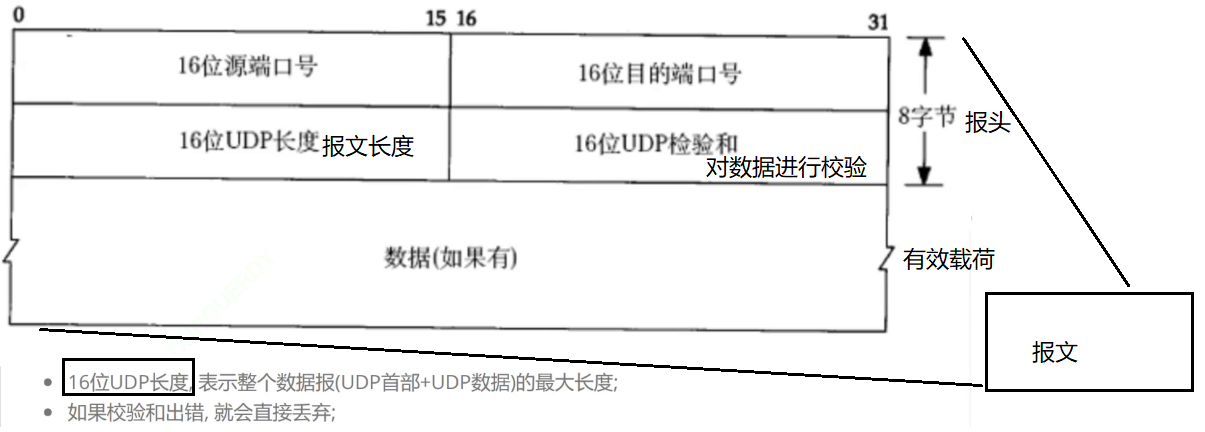 0 15 16 31
16位源端口号 16位目的端口号
8字节 报头
16位UDP长度 报文长度 16位UDP检验和
对数据进行校验
数据(如果有) 有效载荷
报文
• 16位UDP长度, 表示整个数据报(UDP首部+UDP数据)的最大长度;
• 如果校验和出错, 就会直接丢弃;